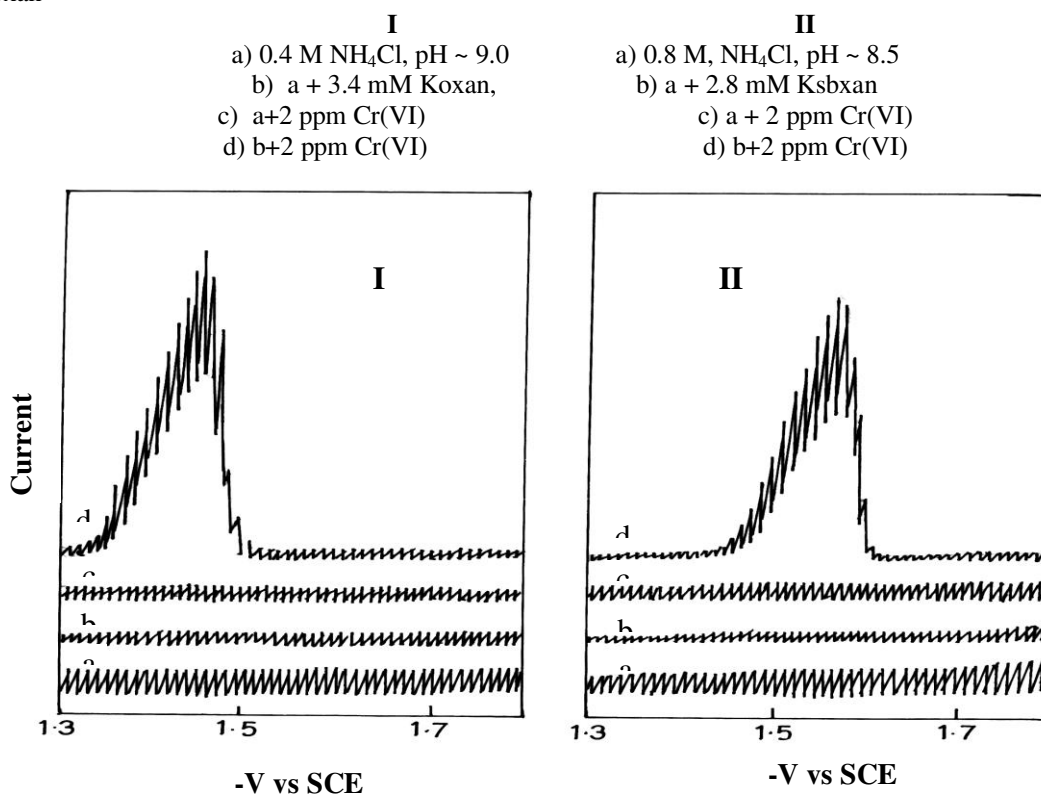 I
a) 0.4 M NH₄Cl, pH ~ 9.0
b) a + 3.4 mM Koxan,
c) a+2 ppm Cr(VI)
d) b+2 ppm Cr(VI)
II
a) 0.8 M, NH₄Cl, pH ~ 8.5
b) a + 2.8 mM Ksbxan
c) a + 2 ppm Cr(VI)
d) b+2 ppm Cr(VI)
Current
I
d
c
b
a
1·3 1·5 1·7
-V vs SCE
II
d
c
b
a
1·3 1·5 1·7
-V vs SCE